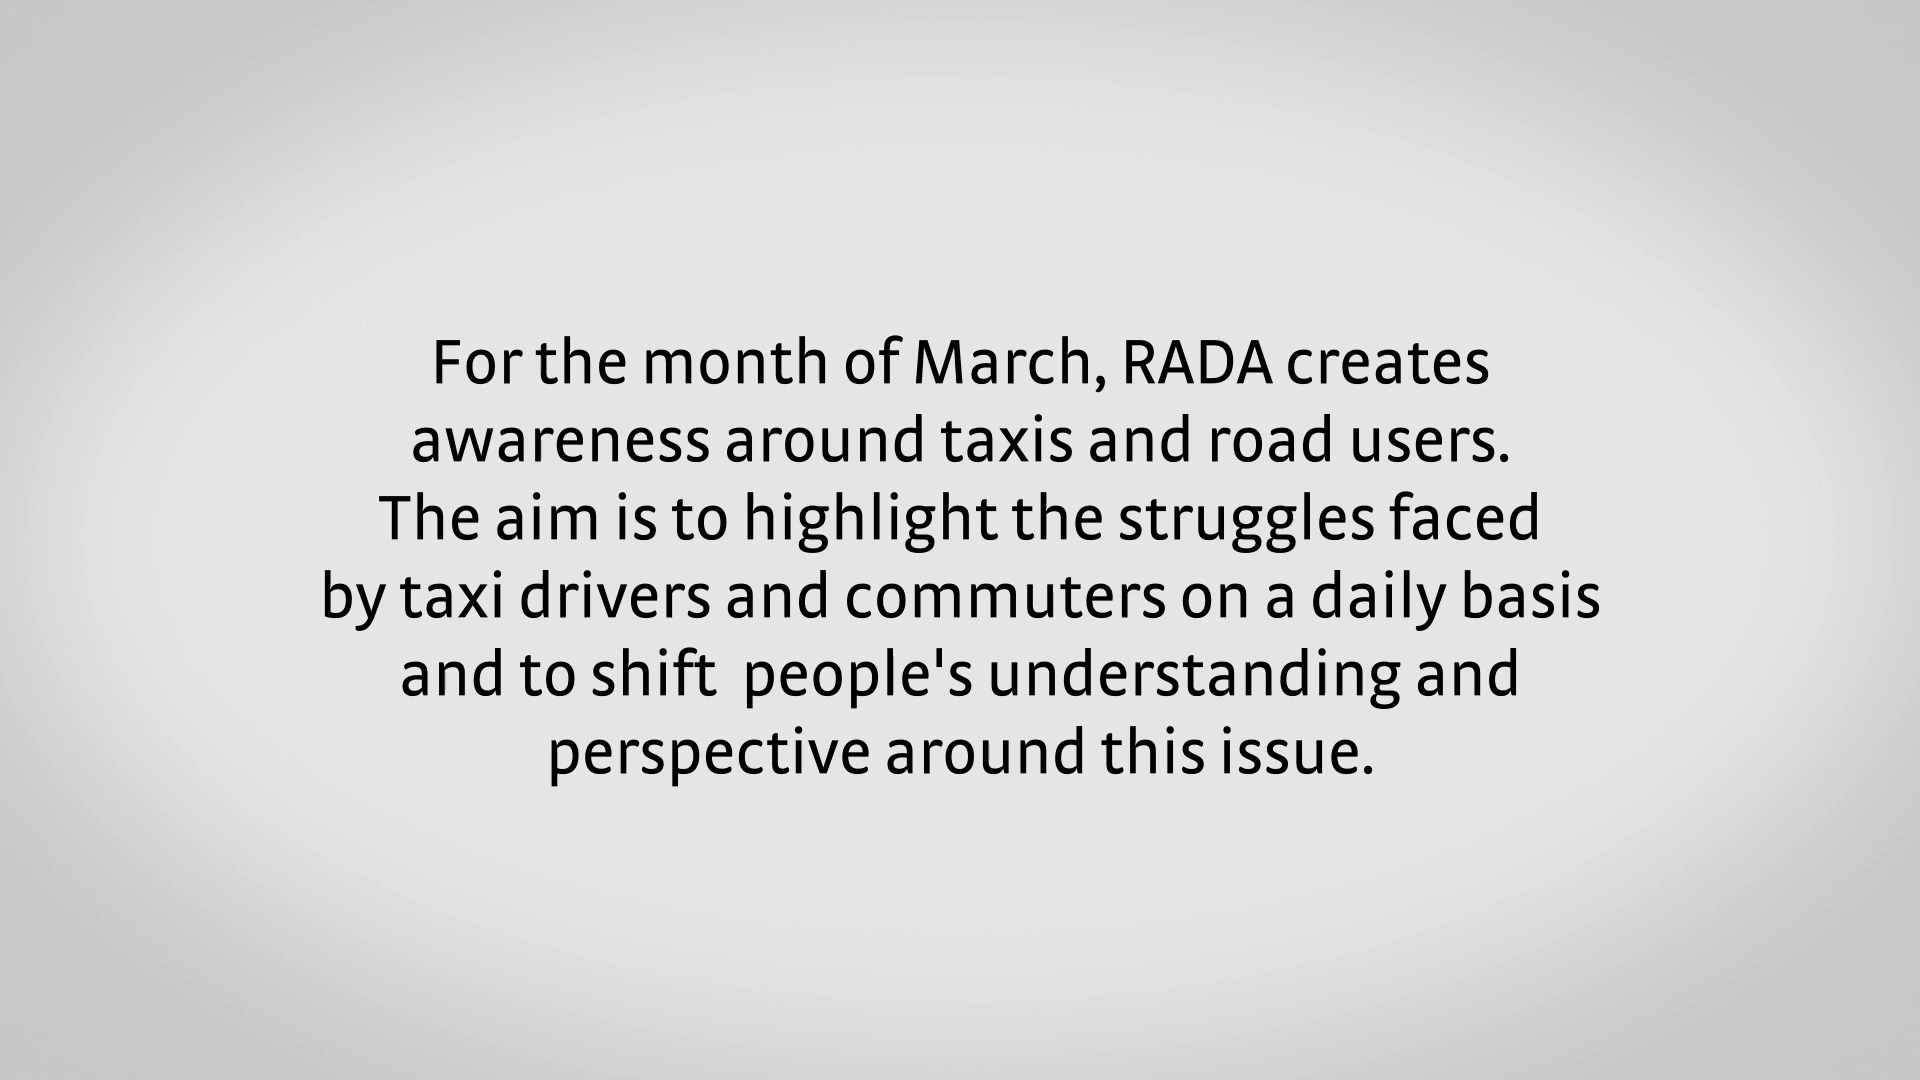 For the month of March, RADA creates
awareness around taxis and road users.
The aim is to highlight the struggles faced
by taxi drivers and commuters on a daily basis
and to shift  people's understanding and
perspective around this issue.